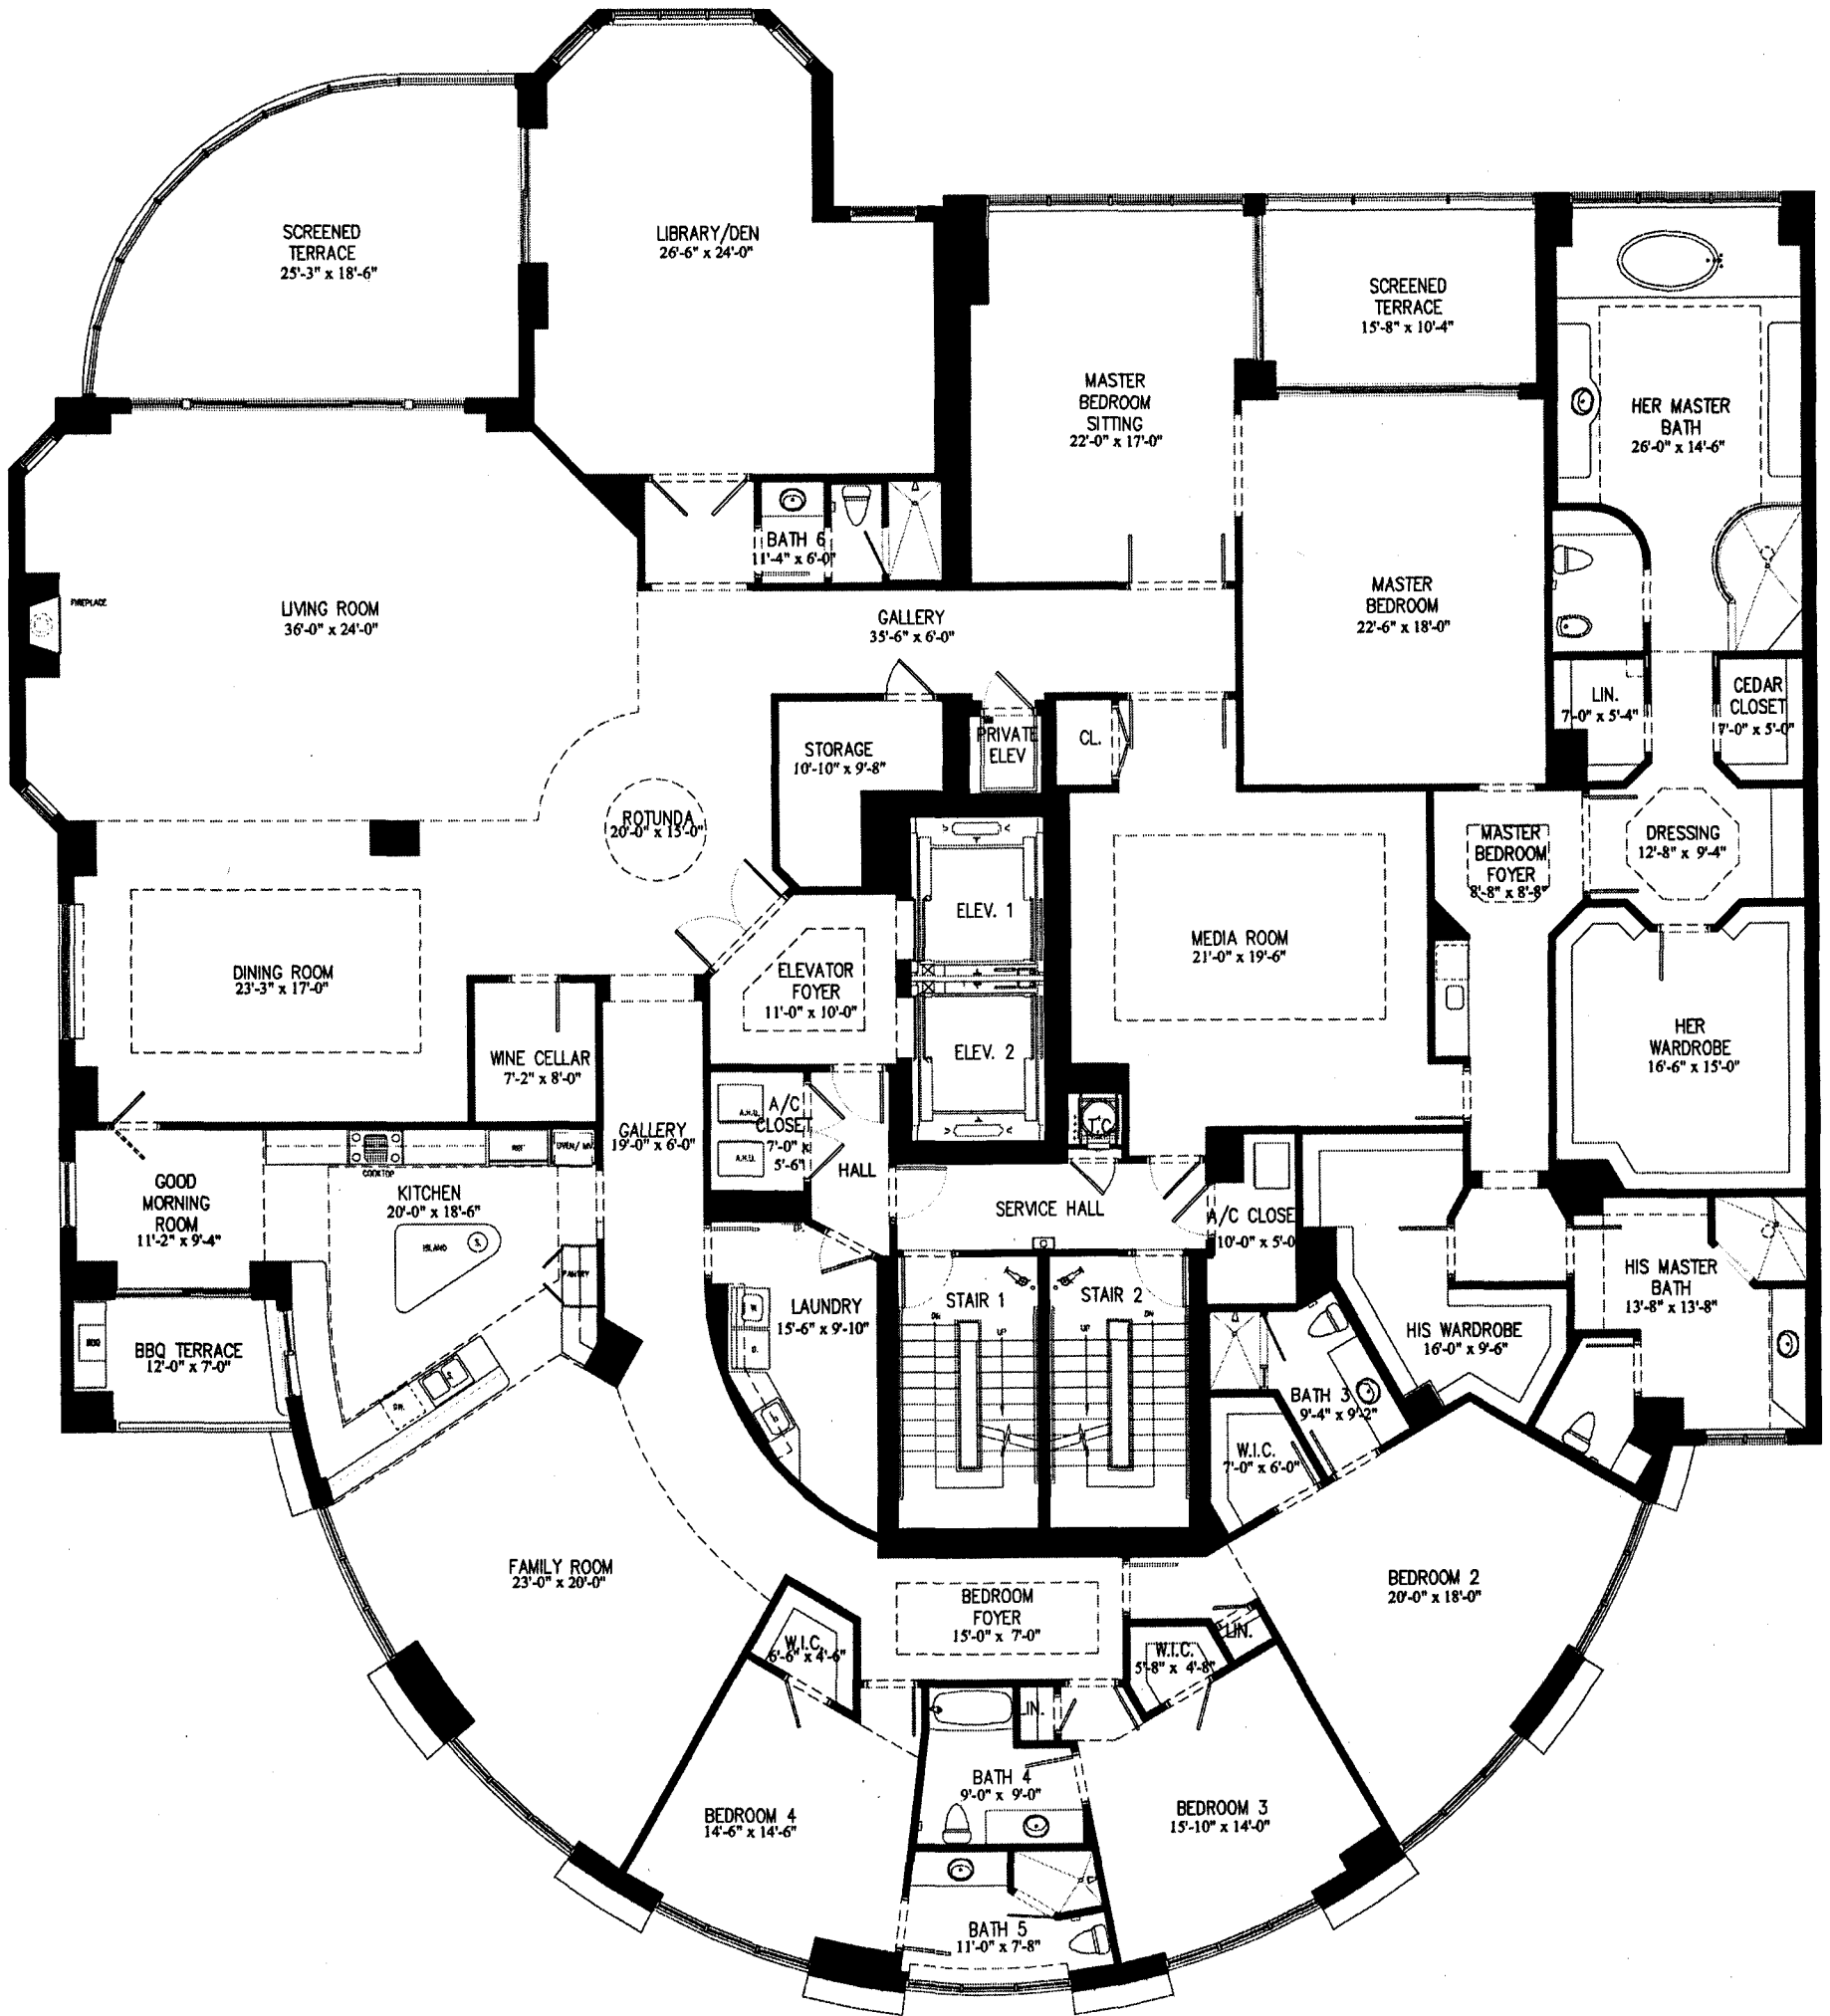 SCREENED
TERRACE
25'-3" x 18'-6"
LIBRARY/DEN
26'-6" x 24'-0"
SCREENED
TERRACE
15'-8" x 10'-4"
MASTER
BEDROOM
SITTING
22'-0" x 17'-0"
HER MASTER
BATH
26'-0" x 14'-6"
BATH 6
11'-4" x 6'-0"
FIREPLACE
LIVING ROOM
36'-0" x 24'-0"
GALLERY
35'-6" x 6'-0"
MASTER
BEDROOM
22'-6" x 18'-0"
LIN.
7'-0" x 5'-4"
CEDAR
CLOSET
7'-0" x 5'-0"
STORAGE
10'-10" x 9'-8"
PRIVATE
ELEV
CL.
ROTUNDA
20'-0" x 15'-0"
MASTER
BEDROOM
FOYER
8'-8" x 8'-8"
DRESSING
12'-8" x 9'-4"
ELEV. 1
MEDIA ROOM
21'-0" x 19'-6"
DINING ROOM
23'-3" x 17'-0"
ELEVATOR
FOYER
11'-0" x 10'-0"
WINE CELLAR
7'-2" x 8'-0"
ELEV. 2
HER
WARDROBE
16'-6" x 15'-0"
A.H.U.
A/C
CLOSET
7'-0" x
5'-6"
A.H.U.
T.C
GALLERY
19'-0" x 6'-0"
HALL
COOKTOP
REF
OVEN/ MW
GOOD
MORNING
ROOM
11'-2" x 9'-4"
KITCHEN
20'-0" x 18'-6"
ISLAND
S.
PANTRY
SERVICE HALL
A/C CLOSE
10'-0" x 5'-0
HIS MASTER
BATH
13'-8" x 13'-8"
STAIR 1
STAIR 2
DN
UP
UP
DN
W
D.
LAUNDRY
15'-6" x 9'-10"
BBQ
BBQ TERRACE
12'-0" x 7'-0"
DW.
HIS WARDROBE
16'-0" x 9'-6"
BATH 3
9'-4" x 9'-2"
W.I.C.
7'-0" x 6'-0"
FAMILY ROOM
23'-0" x 20'-0"
BEDROOM
FOYER
15'-0" x 7'-0"
BEDROOM 2
20'-0" x 18'-0"
W.I.C.
6'-6" x 4'-6"
W.I.C.
5'-8" x 4'-8"
LIN.
LIN.
BATH 4
9'-0" x 9'-0"
BEDROOM 4
14'-6" x 14'-6"
BEDROOM 3
15'-10" x 14'-0"
BATH 5
11'-0" x 7'-8"